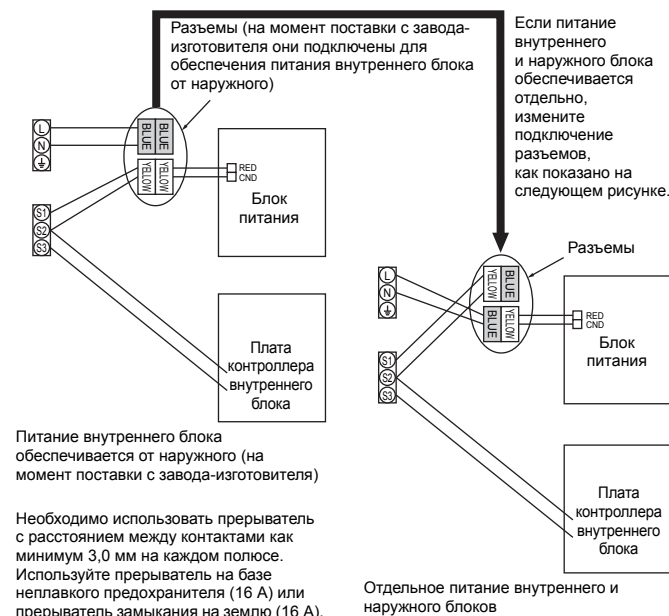 Разъемы (на момент поставки с завода-
изготовителя они подключены для
обеспечения питания внутреннего блока
от наружного)
Если питание
внутреннего
и наружного блока
обеспечивается
отдельно,
измените
подключение
разъемов,
как показано на
следующем рисунке.
L
N
BLUE
BLUE
YELLOW
YELLOW
RED
CND
Блок
питания
S1
S2
S3
Плата
контроллера
внутреннего
блока
Питание внутреннего блока
обеспечивается от наружного (на
момент поставки с завода-изготовителя)
Необходимо использовать прерыватель
с расстоянием между контактами как
минимум 3,0 мм на каждом полюсе.
Используйте прерыватель на базе
неплавкого предохранителя (16 А) или
прерыватель замыкания на землю (16 А).
Разъемы
L
N
YELLOW
BLUE
BLUE
YELLOW
RED
CND
Блок
питания
S1
S2
S3
Плата
контроллера
внутреннего
блока
Отдельное питание внутреннего и
наружного блоков